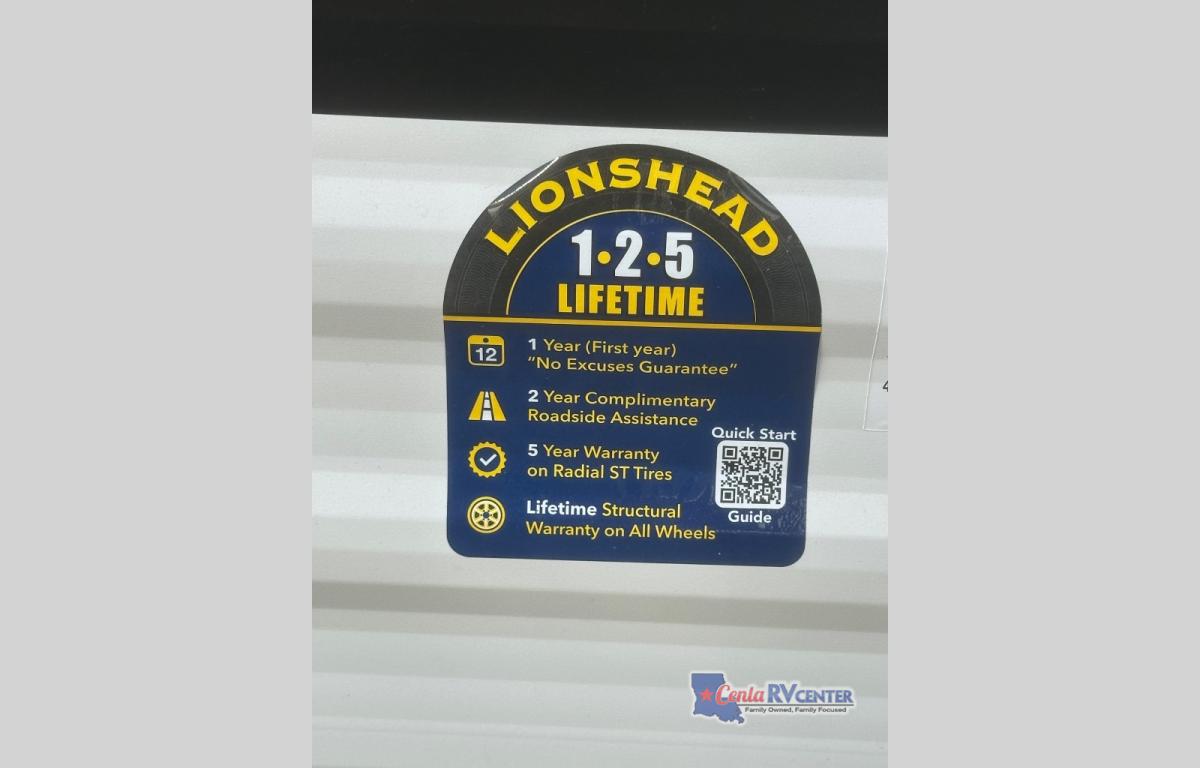 LIONSHEAD
1•2•5
LIFETIME
12
1 Year (First year)
"No Excuses Guarantee"
2 Year Complimentary
Roadside Assistance
5 Year Warranty
on Radial ST Tires
Quick Start
Guide
Lifetime Structural
Warranty on All Wheels
4
Cenla RV CENTER
Family Owned, Family Focused